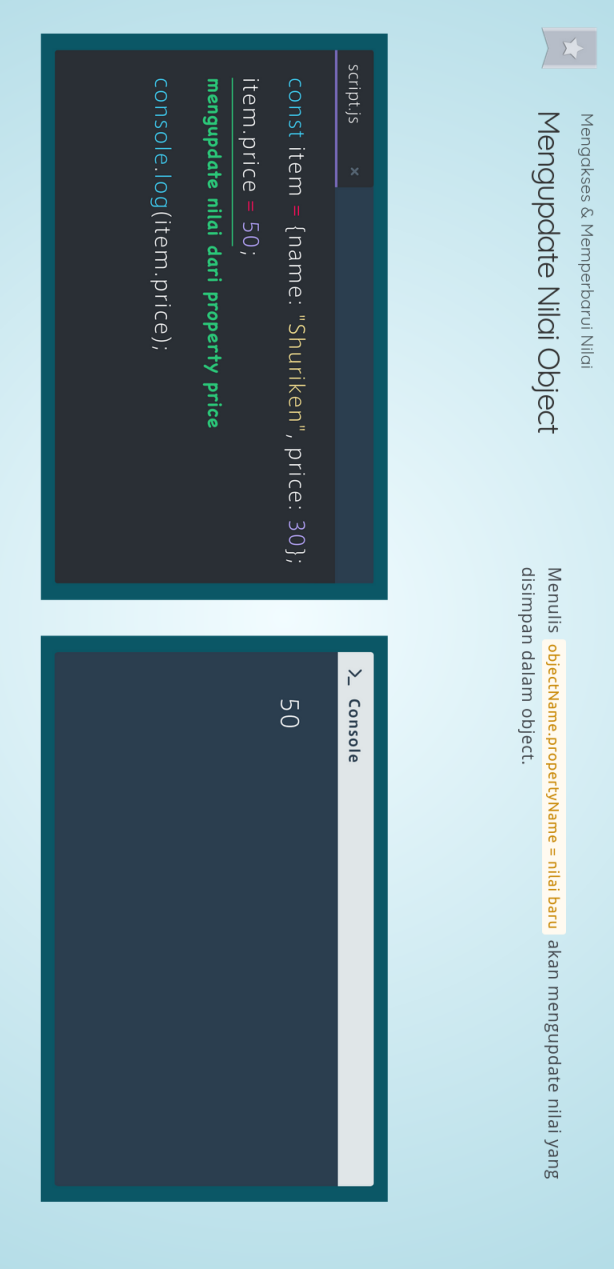 Mengakses & Memperbarui Nilai
Mengupdate Nilai Object
Menulis objectName.propertyName = nilai baru akan mengupdate nilai yang
disimpan dalam object.
script.js ×
const item = {name: "Shuriken", price: 30};
item.price = 50;
mengupdate nilai dari property price
console.log(item.price);
>_ Console
50